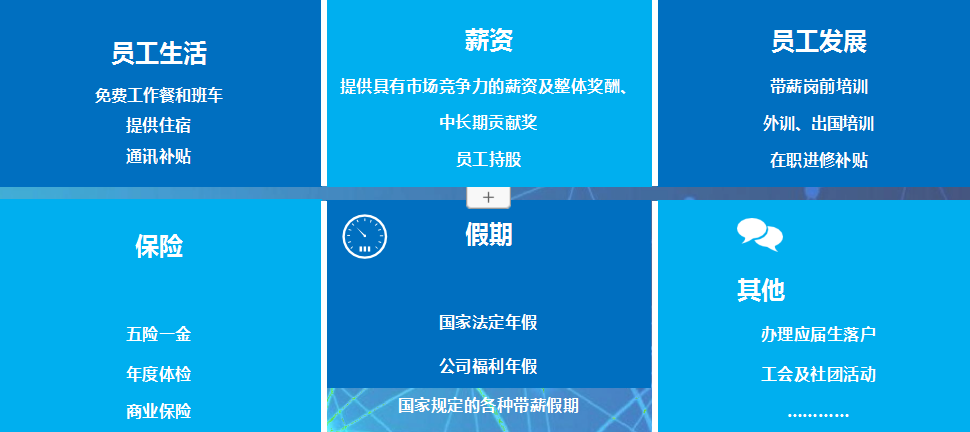 员工生活
免费工作餐和班车
提供住宿
通讯补贴
薪资
提供具有市场竞争力的薪资及整体奖酬、
中长期贡献奖
员工持股
员工发展
带薪岗前培训
外训、出国培训
在职进修补贴
保险
五险一金
年度体检
商业保险
假期
国家法定年假
公司福利年假
国家规定的各种带薪假期
其他
办理应届生落户
工会及社团活动
…………